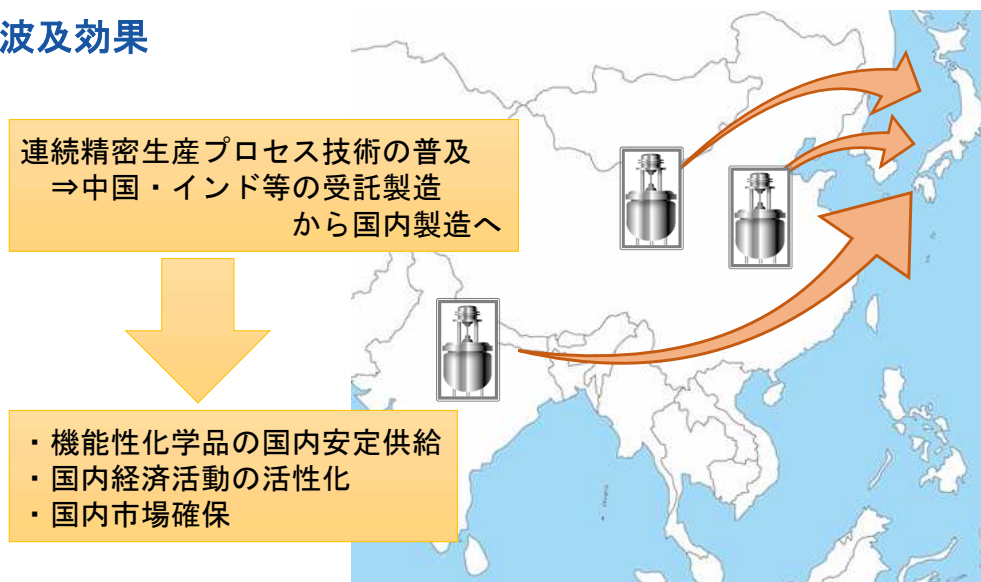 波及効果
連続精密生産プロセス技術の普及
⇒中国・インド等の受託製造
から国内製造へ
・機能性化学品の国内安定供給
・国内経済活動の活性化
・国内市場確保